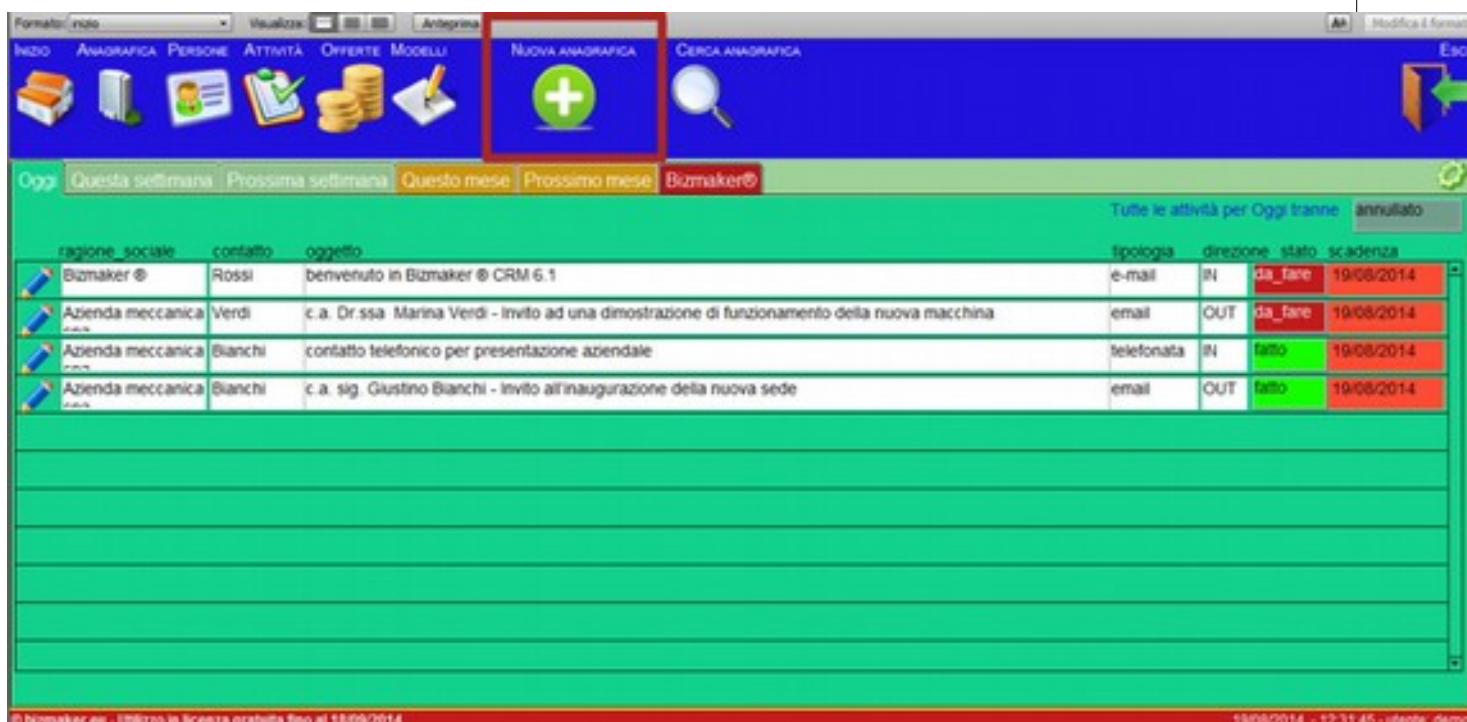 Formato: inizio Visualizza: Anteprima Aa Modifica il format
INIZIO ANAGRAFICA PERSONE ATTIVITÀ OFFERTE MODELLI NUOVA ANAGRAFICA CERCA ANAGRAFICA ESC
Oggi Questa settimana Prossima settimana Questo mese Prossimo mese Bizmaker®
Tutte le attività per Oggi tranne annullato
ragione_sociale contatto oggetto tipologia direzione stato scadenza
Bizmaker ® Rossi benvenuto in Bizmaker ® CRM 6.1 e-mail IN da_fare 19/08/2014
Azienda meccanica Verdi c.a. Dr.ssa Marina Verdi - Invito ad una dimostrazione di funzionamento della nuova macchina email OUT da_fare 19/08/2014
Azienda meccanica Bianchi contatto telefonico per presentazione aziendale telefonata IN fatto 19/08/2014
Azienda meccanica Bianchi c.a. sig. Giustino Bianchi - Invito all'inaugurazione della nuova sede email OUT fatto 19/08/2014
© bizmaker.eu - Utilizzo in licenza gratuita fino al 18/09/2014 19/08/2014 - 12:31:45 - utente: demo